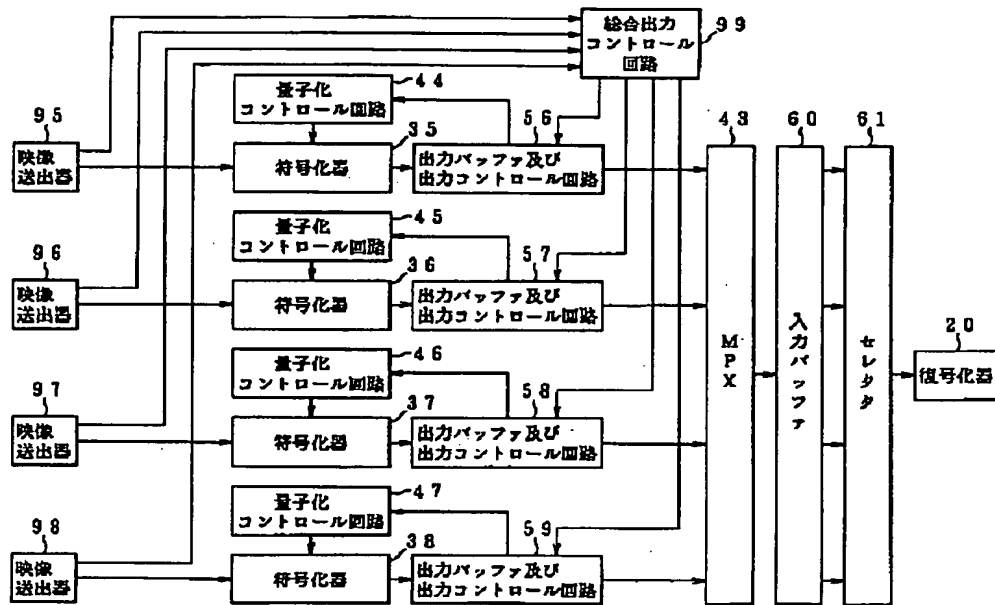 総合出力
コントロール
回路
99
量子化
コントロール回路
44
95
映像
送出器
35
符号化器
56
出力バッファ及び
出力コントロール回路
43
60
61
量子化
コントロール回路
45
96
映像
送出器
36
符号化器
57
出力バッファ及び
出力コントロール回路
MPX
入力バッファ
セレクタ
20
復号化器
量子化
コントロール回路
46
97
映像
送出器
37
符号化器
58
出力バッファ及び
出力コントロール回路
量子化
コントロール回路
47
98
映像
送出器
38
符号化器
59
出力バッファ及び
出力コントロール回路